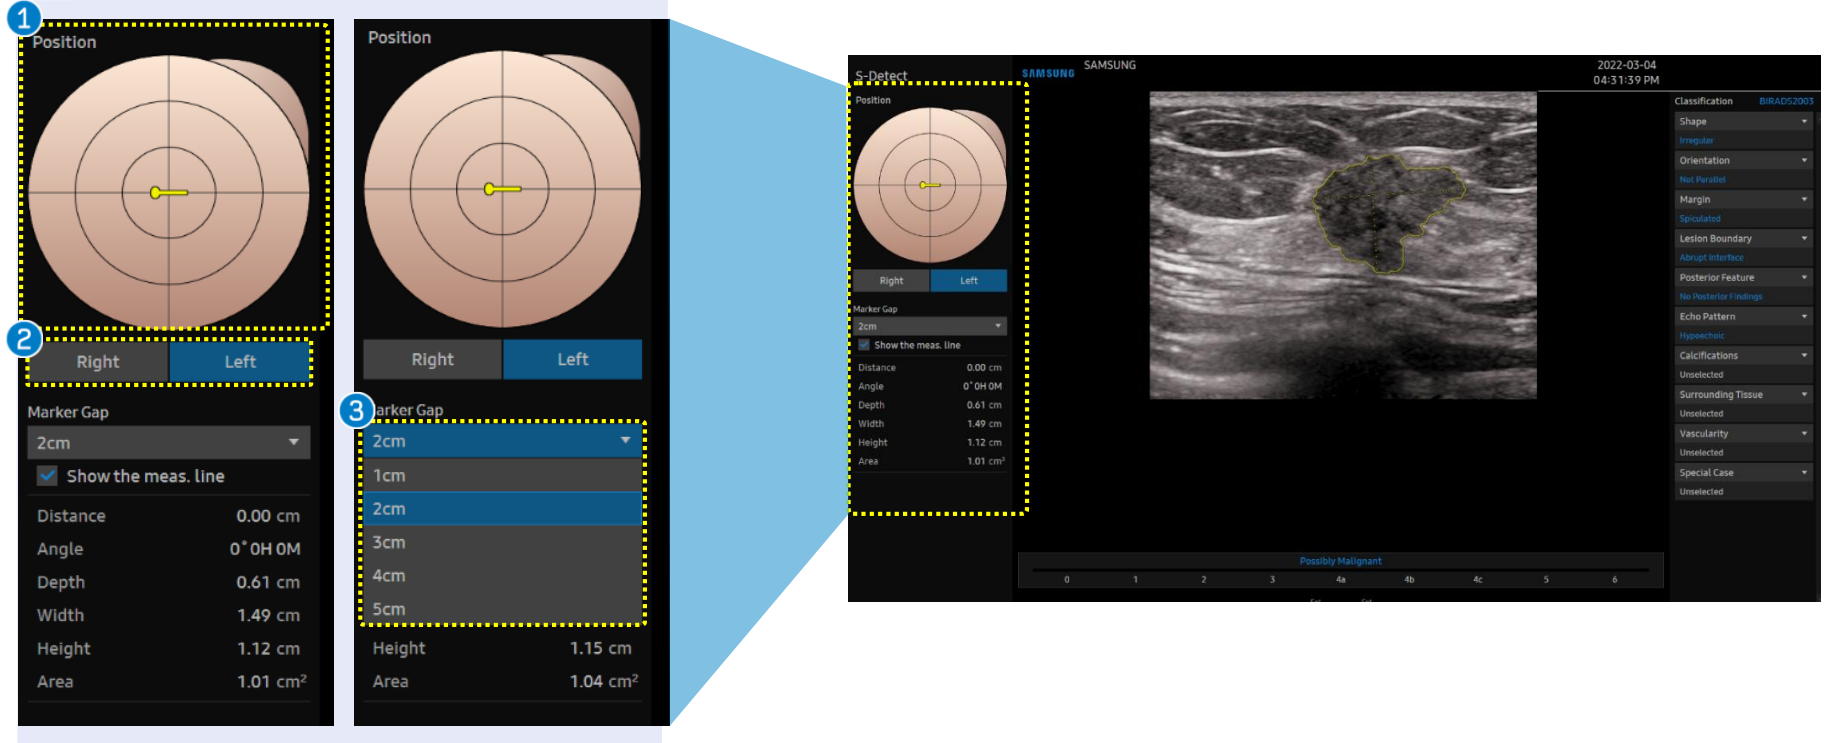 1
Position
2
Right Left
Marker Gap
2cm
Show the meas. line
Distance 0.00 cm
Angle 0˚0H 0M
Depth 0.61 cm
Width 1.49 cm
Height 1.12 cm
Area 1.01 cm²
Position
Right Left
3
arker Gap
2cm
1cm
2cm
3cm
4cm
5cm
Height 1.15 cm
Area 1.04 cm²
S-Detect
SAMSUNG SAMSUNG
2022-03-04
04:31:39 PM
Position
Right Left
Marker Gap
2cm
Show the meas. line
Distance 0.00 cm
Angle 0˚0H 0M
Depth 0.61 cm
Width 1.49 cm
Height 1.12 cm
Area 1.01 cm²
Classification BIRADS2003
Shape
Irregular
Orientation
Not Parallel
Margin
Spiculated
Lesion Boundary
Abrupt Interface
Posterior Feature
No Posterior Findings
Echo Pattern
Hypoechoic
Calcifications
Unselected
Surrounding Tissue
Unselected
Vascularity
Unselected
Special Case
Unselected
Possibly Malignant
0 1 2 3 4a 4b 4c 5 6